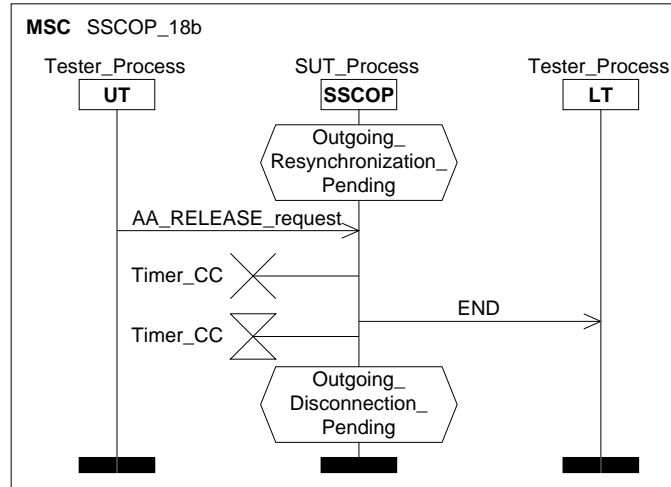 MSC SSCOP_18b
Tester_Process SUT_Process Tester_Process
UT SSCOP LT
Outgoing_
Resynchronization_
Pending
AA_RELEASE_request
Timer_CC
END
Timer_CC
Outgoing_
Disconnection_
Pending